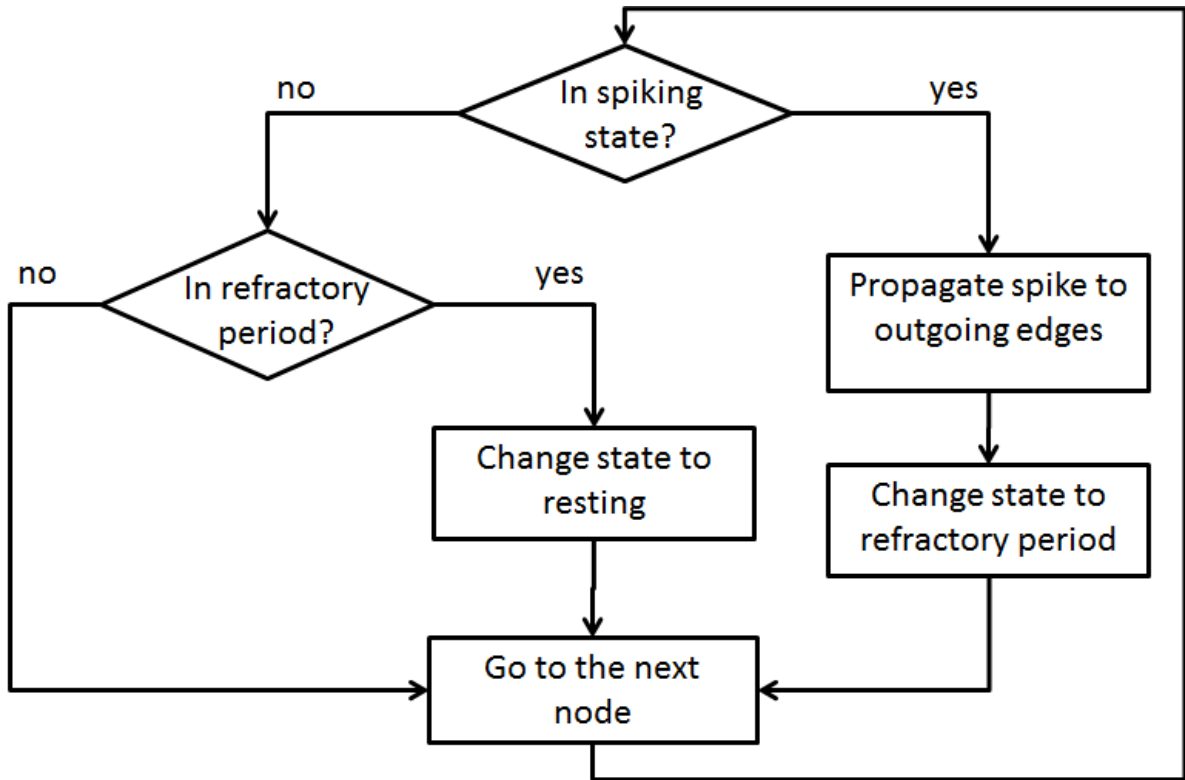 In spiking
state?
no
yes
In refractory
period?
no
yes
Propagate spike to
outgoing edges
Change state to
resting
Change state to
refractory period
Go to the next
node